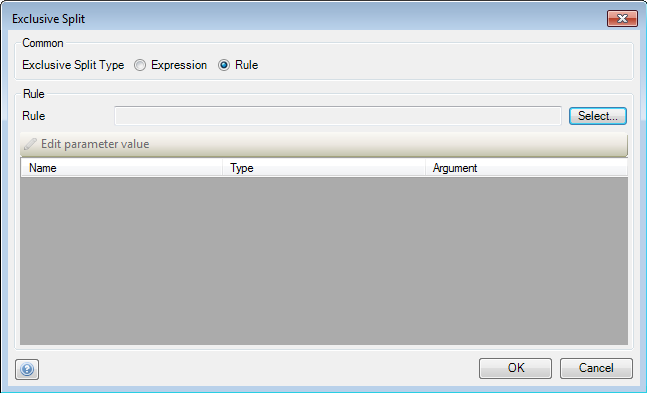 Exclusive Split
Common
Exclusive Split Type Expression Rule
Rule
Rule Select...
Edit parameter value
Name Type Argument
OK Cancel